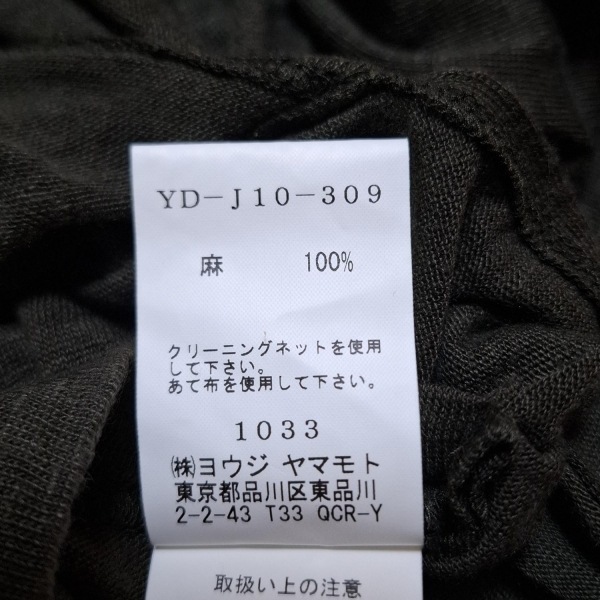 YD-J10-309
麻 100%
クリーニングネットを使用
して下さい。
あて布を使用して下さい。
1033
㈱ヨウジ ヤマモト
東京都品川区東品川
2-2-43 T33 QCR-Y
取扱い上の注意